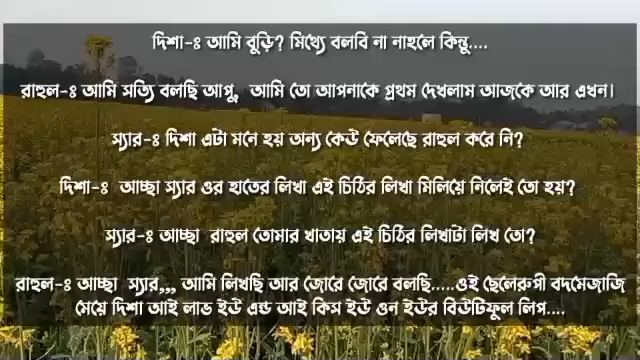 দিশা-ঃ আমি বুড়ি? মিথ্যে বলবি না নাহলে কিন্তু....
রাহুল-ঃ আমি সত্যি বলছি আপু, আমি তো আপনাকে প্রথম দেখলাম আজকে আর এখন।
স্যার-ঃ দিশা এটা মনে হয় অন্য কেউ ফেলেছে রাহুল করে নি?
দিশা-ঃ আচ্ছা স্যার ওর হাতের লিখা এই চিঠির লিখা মিলিয়ে নিলেই তো হয়?
স্যার-ঃ আচ্ছা রাহুল তোমার খাতায় এই চিঠির লিখাটা লিখ তো?
রাহুল-ঃ আচ্ছা স্যার,,, আমি লিখছি আর জোরে জোরে বলছি.....ওই ছেলেরুপী বদমেজাজি
মেয়ে দিশা আই লাভ ইউ এন্ড আই কিস ইউ ওন ইউর বিউটিফুল লিপ....